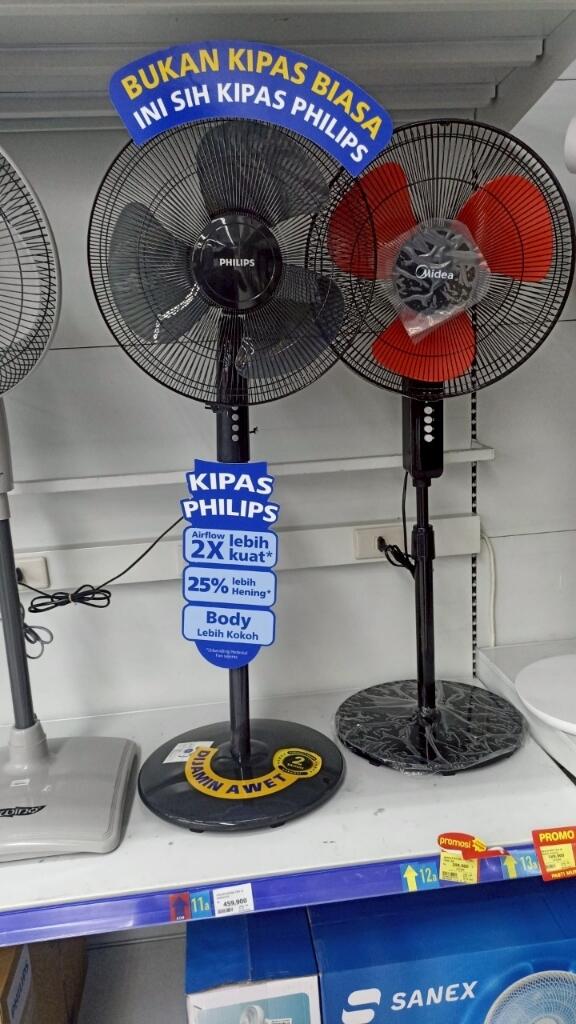 BUKAN KIPAS BIASA
INI SIH KIPAS PHILIPS
PHILIPS
Midea
KIPAS
PHILIPS
Airflow
2X lebih
kuat*
25% lebih
Hening*
Body
Lebih Kokoh
DIJAMIN AWET
2
promosi
PROMO
11a
459,900
12a
13a
SANEX